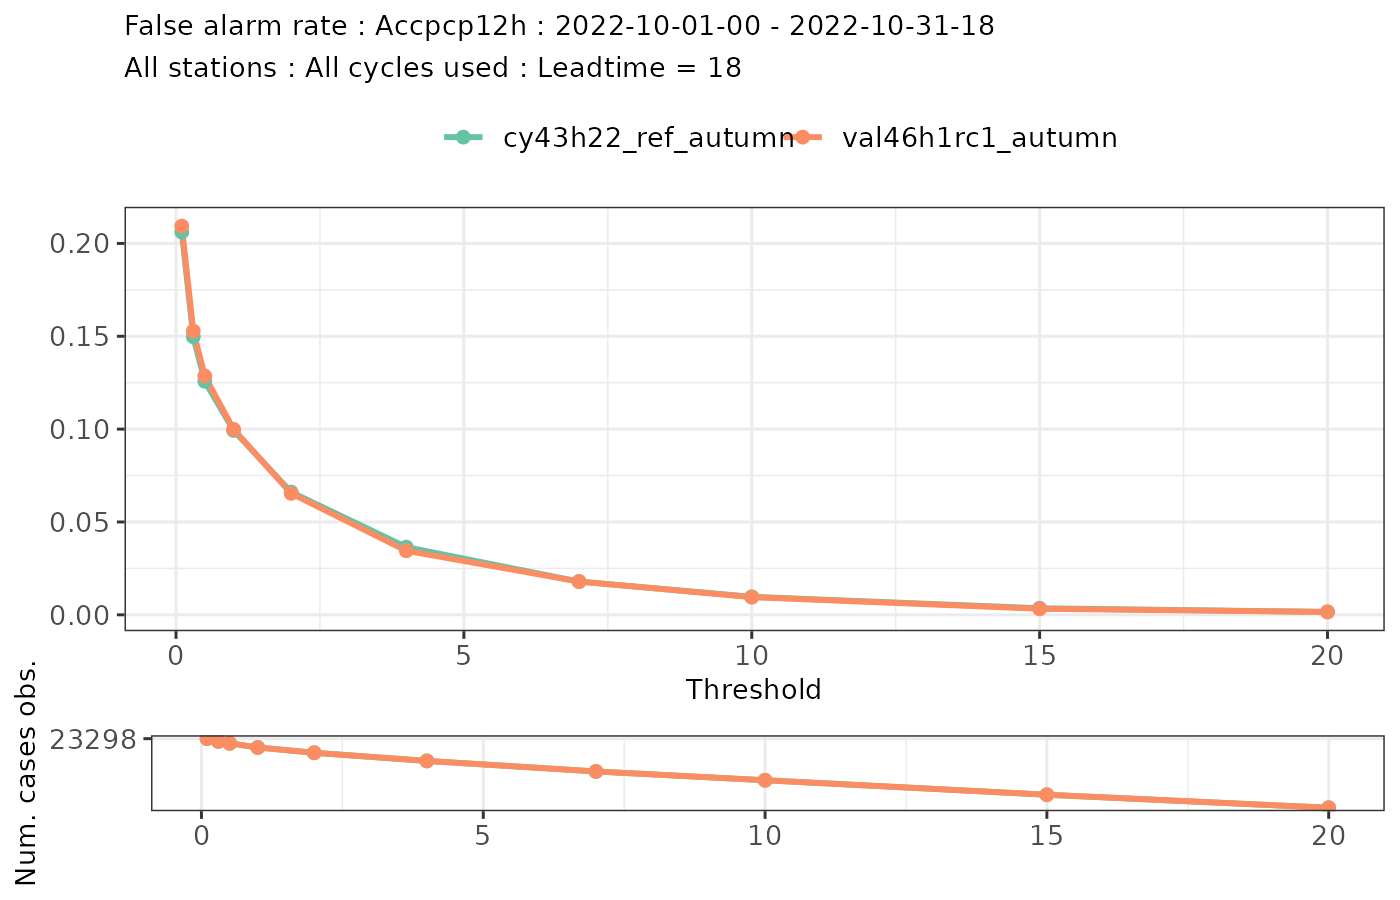 False alarm rate : Accpcp12h : 2022-10-01-00 - 2022-10-31-18
All stations : All cycles used : Leadtime = 18
cy43h22_ref_autumn val46h1rc1_autumn
0.20
0.15
0.10
0.05
0.00
0 5 10 15 20
Threshold
Num. cases obs.
23298
0 5 10 15 20